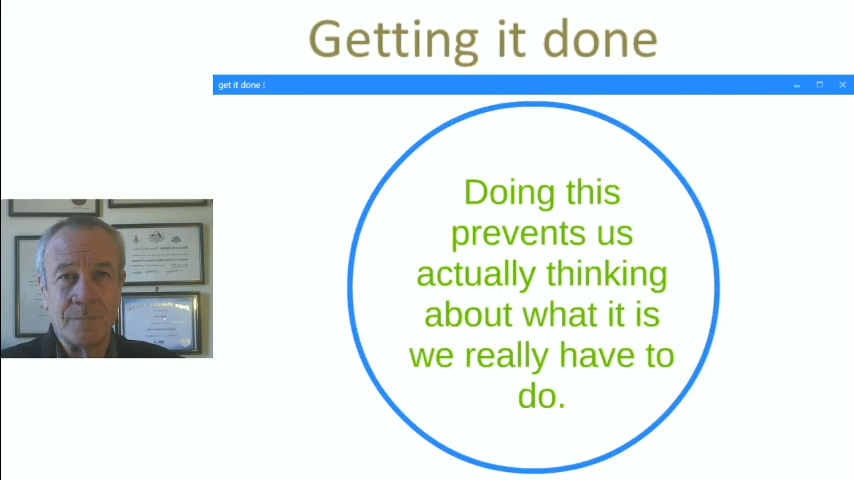 Getting it done
get it done !
Doing this
prevents us
actually thinking
about what it is
we really have to
do.